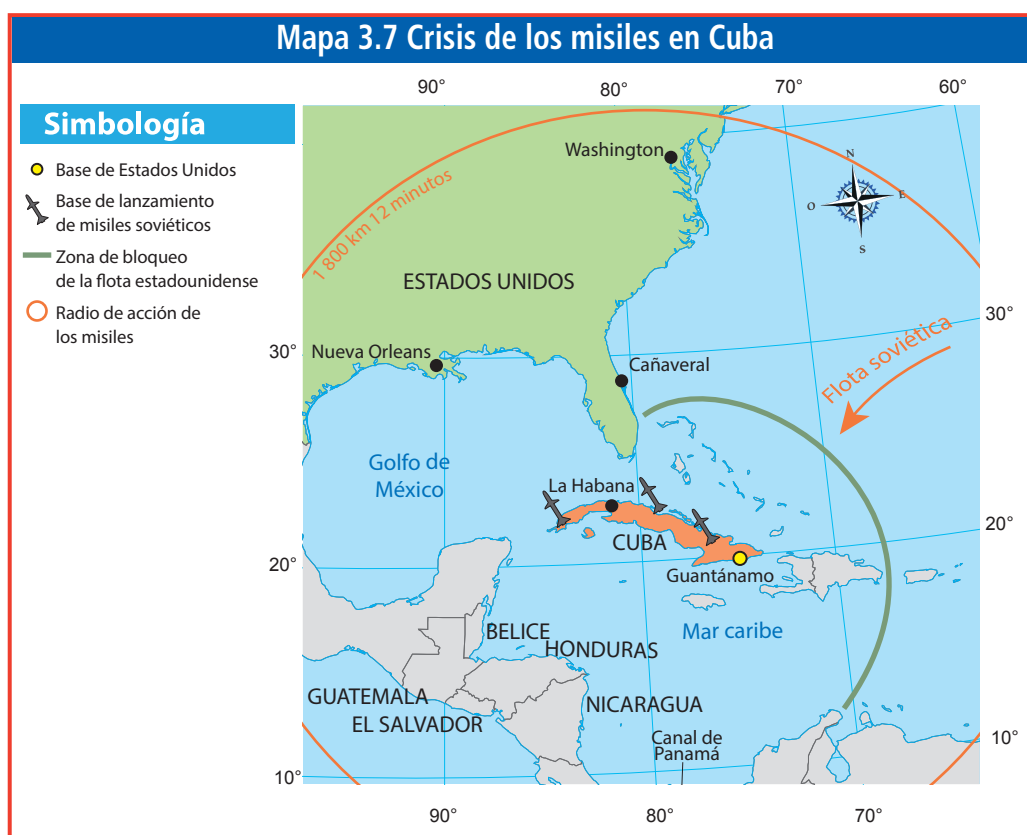 Mapa 3.7 Crisis de los misiles en Cuba
90°
80°
70°
60°
Simbología
Base de Estados Unidos
Base de lanzamiento
de misiles soviéticos
Zona de bloqueo
de la flota estadounidense
Radio de acción de
los misiles
Washington
N
O
E
S
1 800 km 12 minutos
ESTADOS UNIDOS
30°
30°
Nueva Orleans
Cañaveral
Flota soviética
Golfo de
México
La Habana
CUBA
20°
20°
Guantánamo
Mar caribe
BELICE
HONDURAS
GUATEMALA
EL SALVADOR
NICARAGUA
Canal de
Panamá
10°
10°
90°
80°
70°